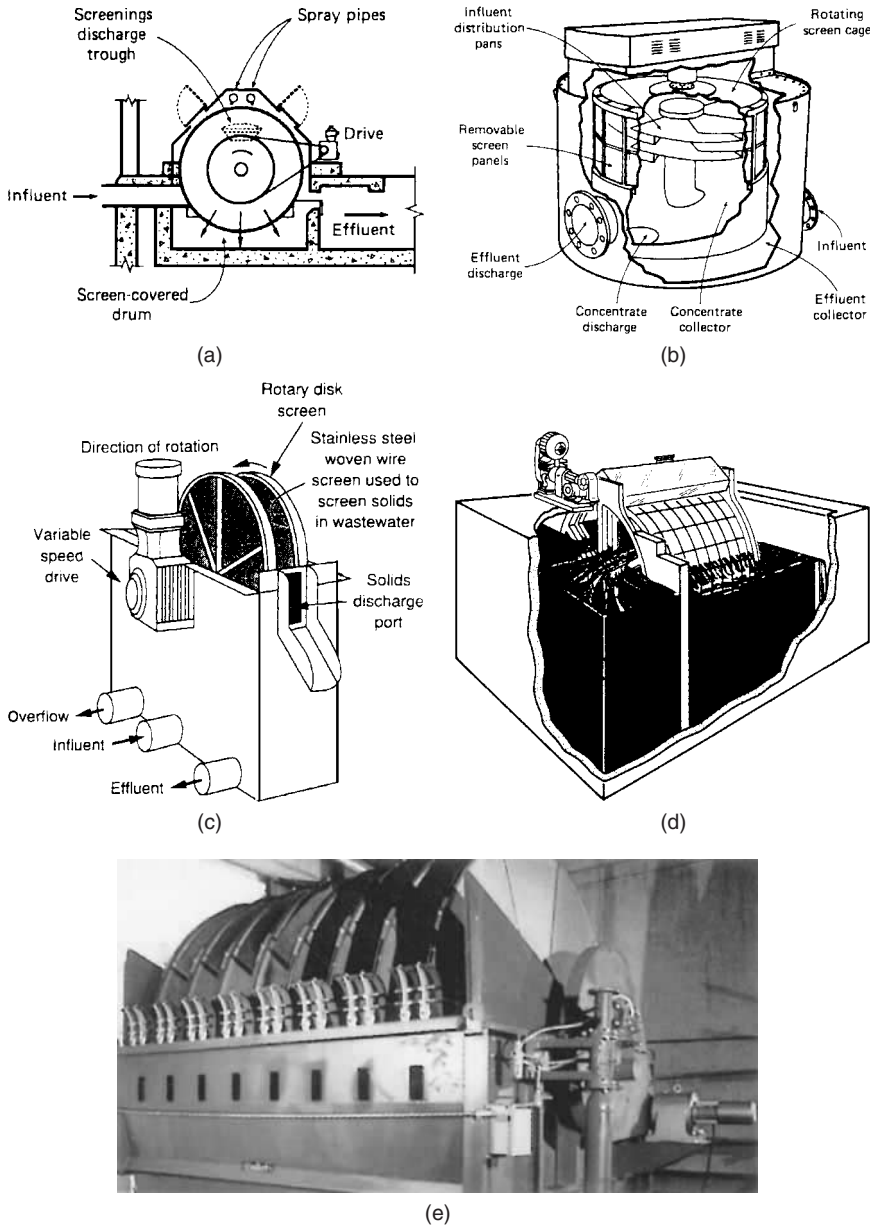 Screenings
discharge
trough
Spray pipes
Drive
Influent
Effluent
Screen-covered
drum
(a)
Influent
distribution
pans
Rotating
screen cage
Removable
screen
panels
Effluent
discharge
Influent
Concentrate
discharge
Concentrate
collector
Effluent
collector
(b)
Rotary disk
screen
Direction of rotation
Stainless steel
woven wire
screen used to
screen solids
in wastewater
Variable
speed
drive
Solids
discharge
port
Overflow
Influent
Effluent
(c)
(d)
(e)